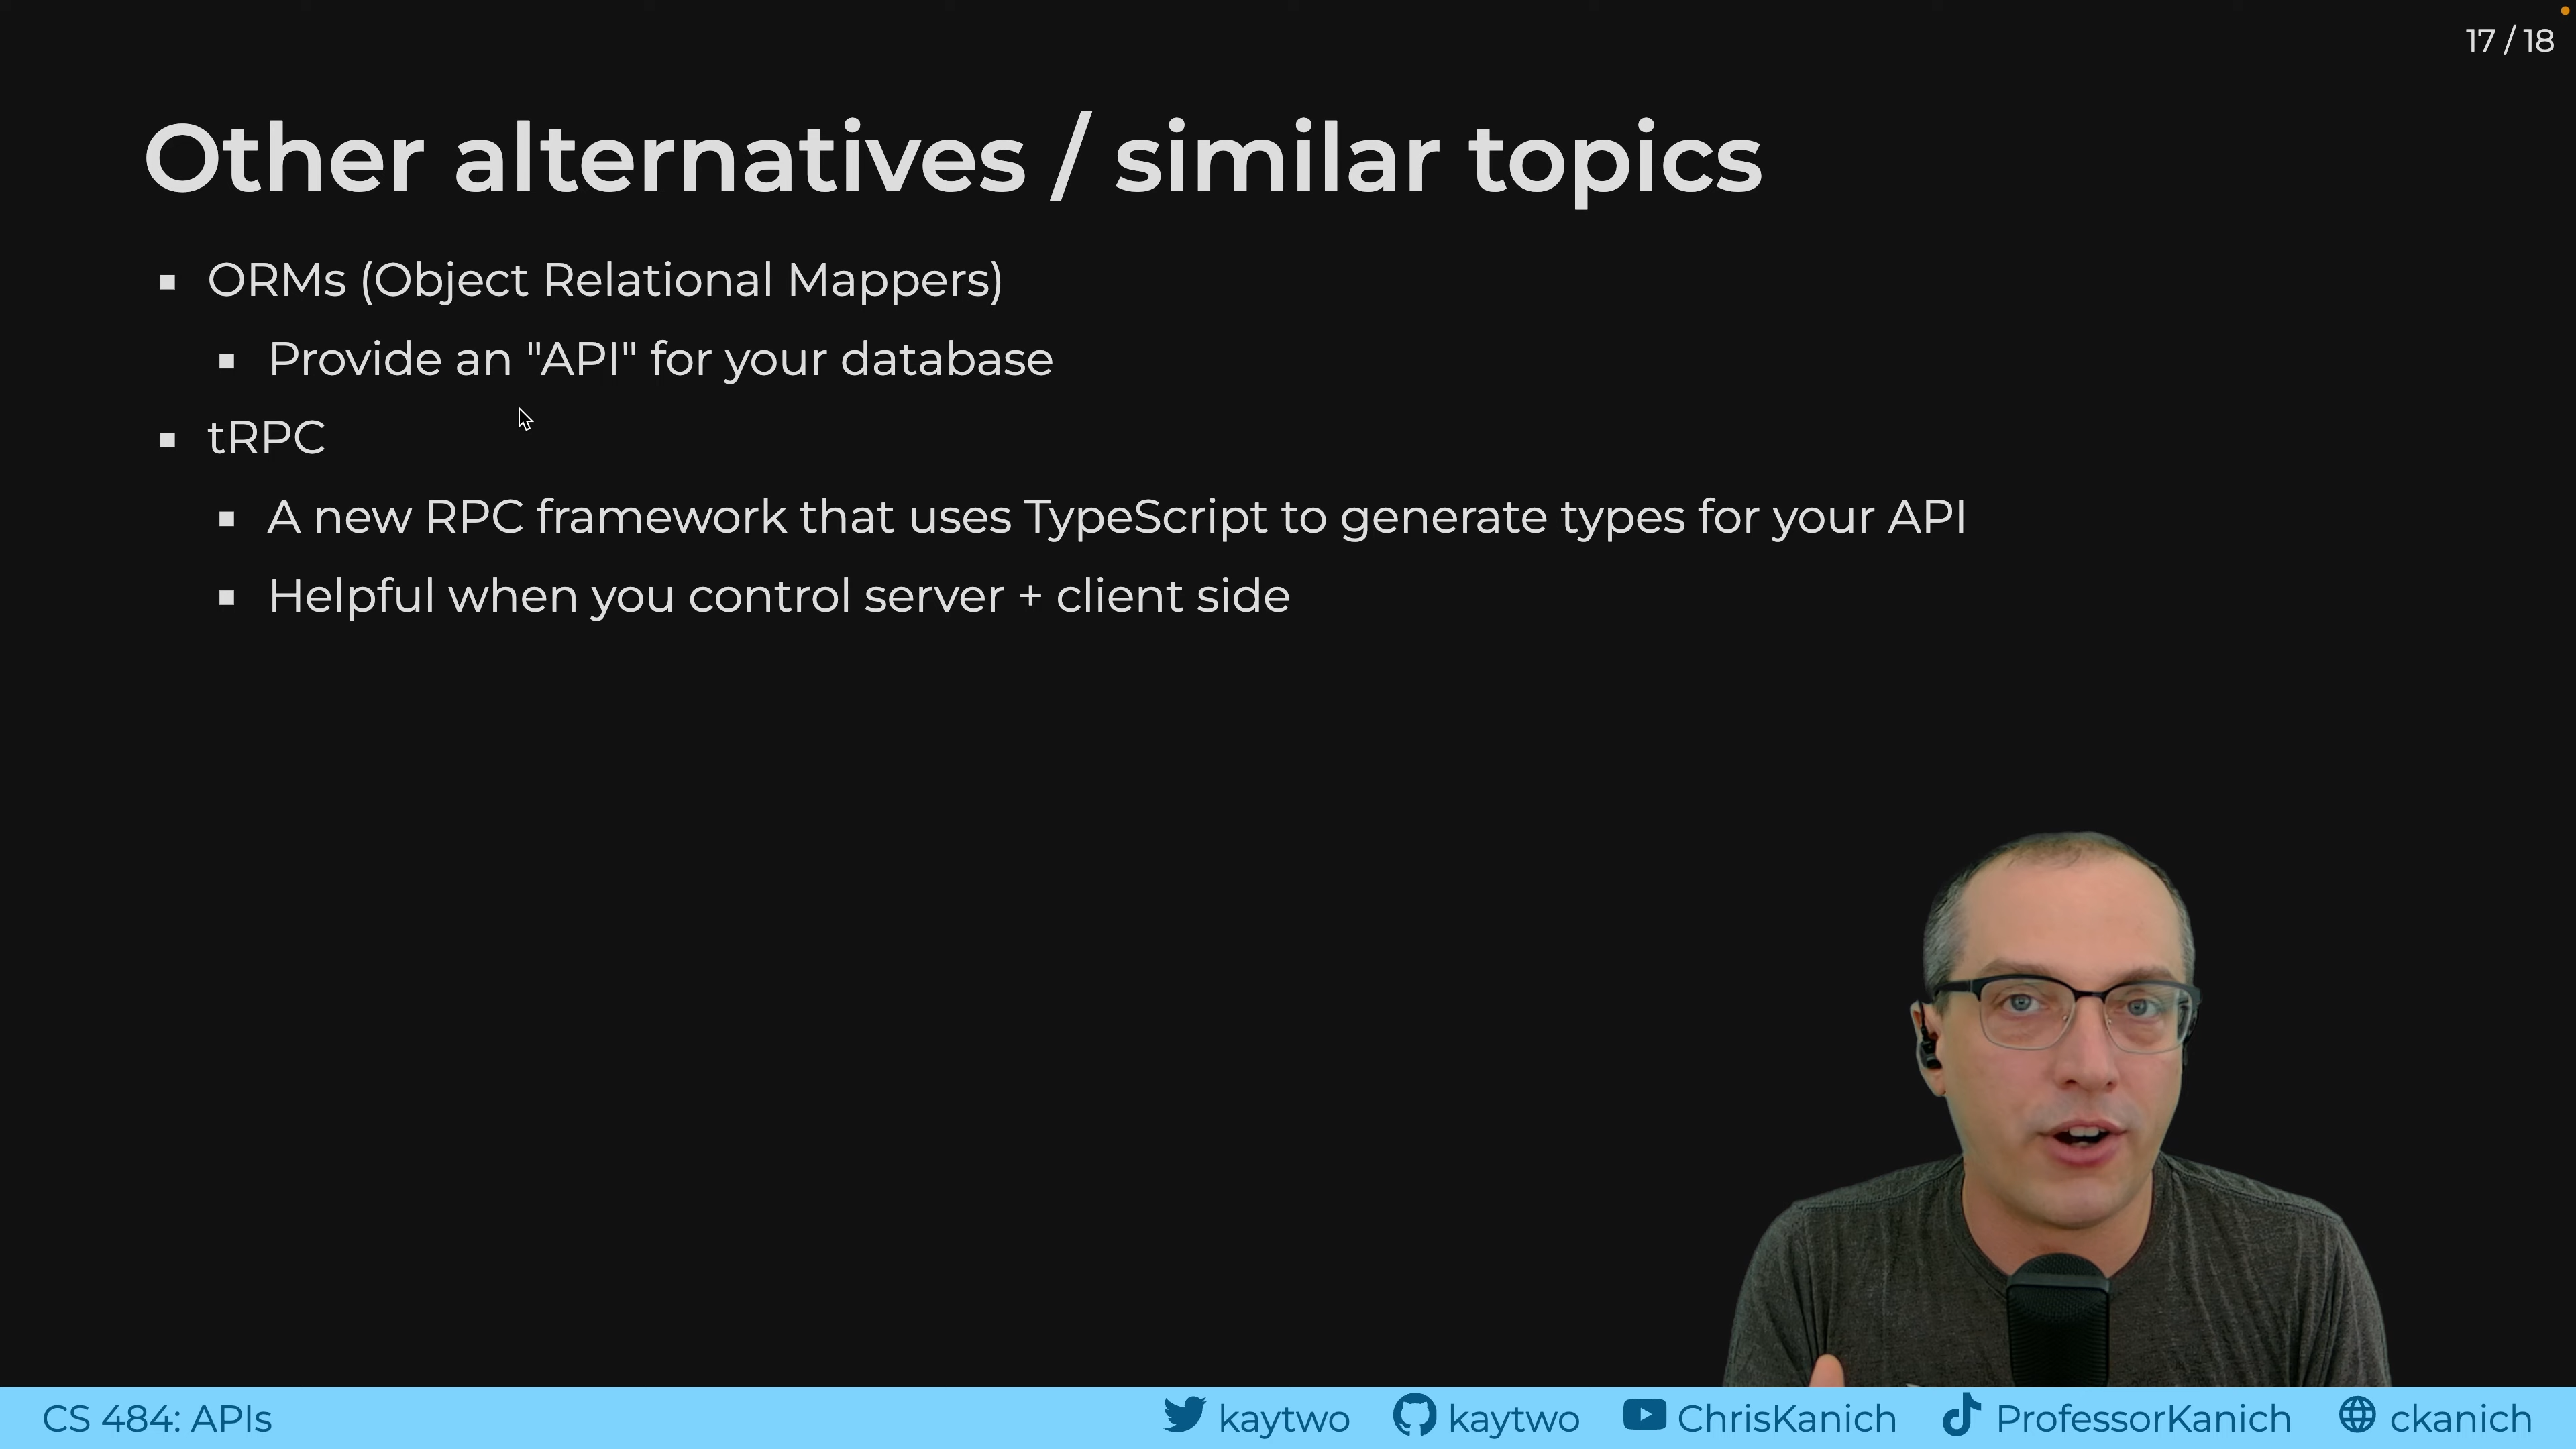 17 / 18
Other alternatives / similar topics
ORMs (Object Relational Mappers)
Provide an "API" for your database
tRPC
A new RPC framework that uses TypeScript to generate types for your API
Helpful when you control server + client side
CS 484: APIs kaytwo kaytwo ChrisKanich ProfessorKanich ckanich